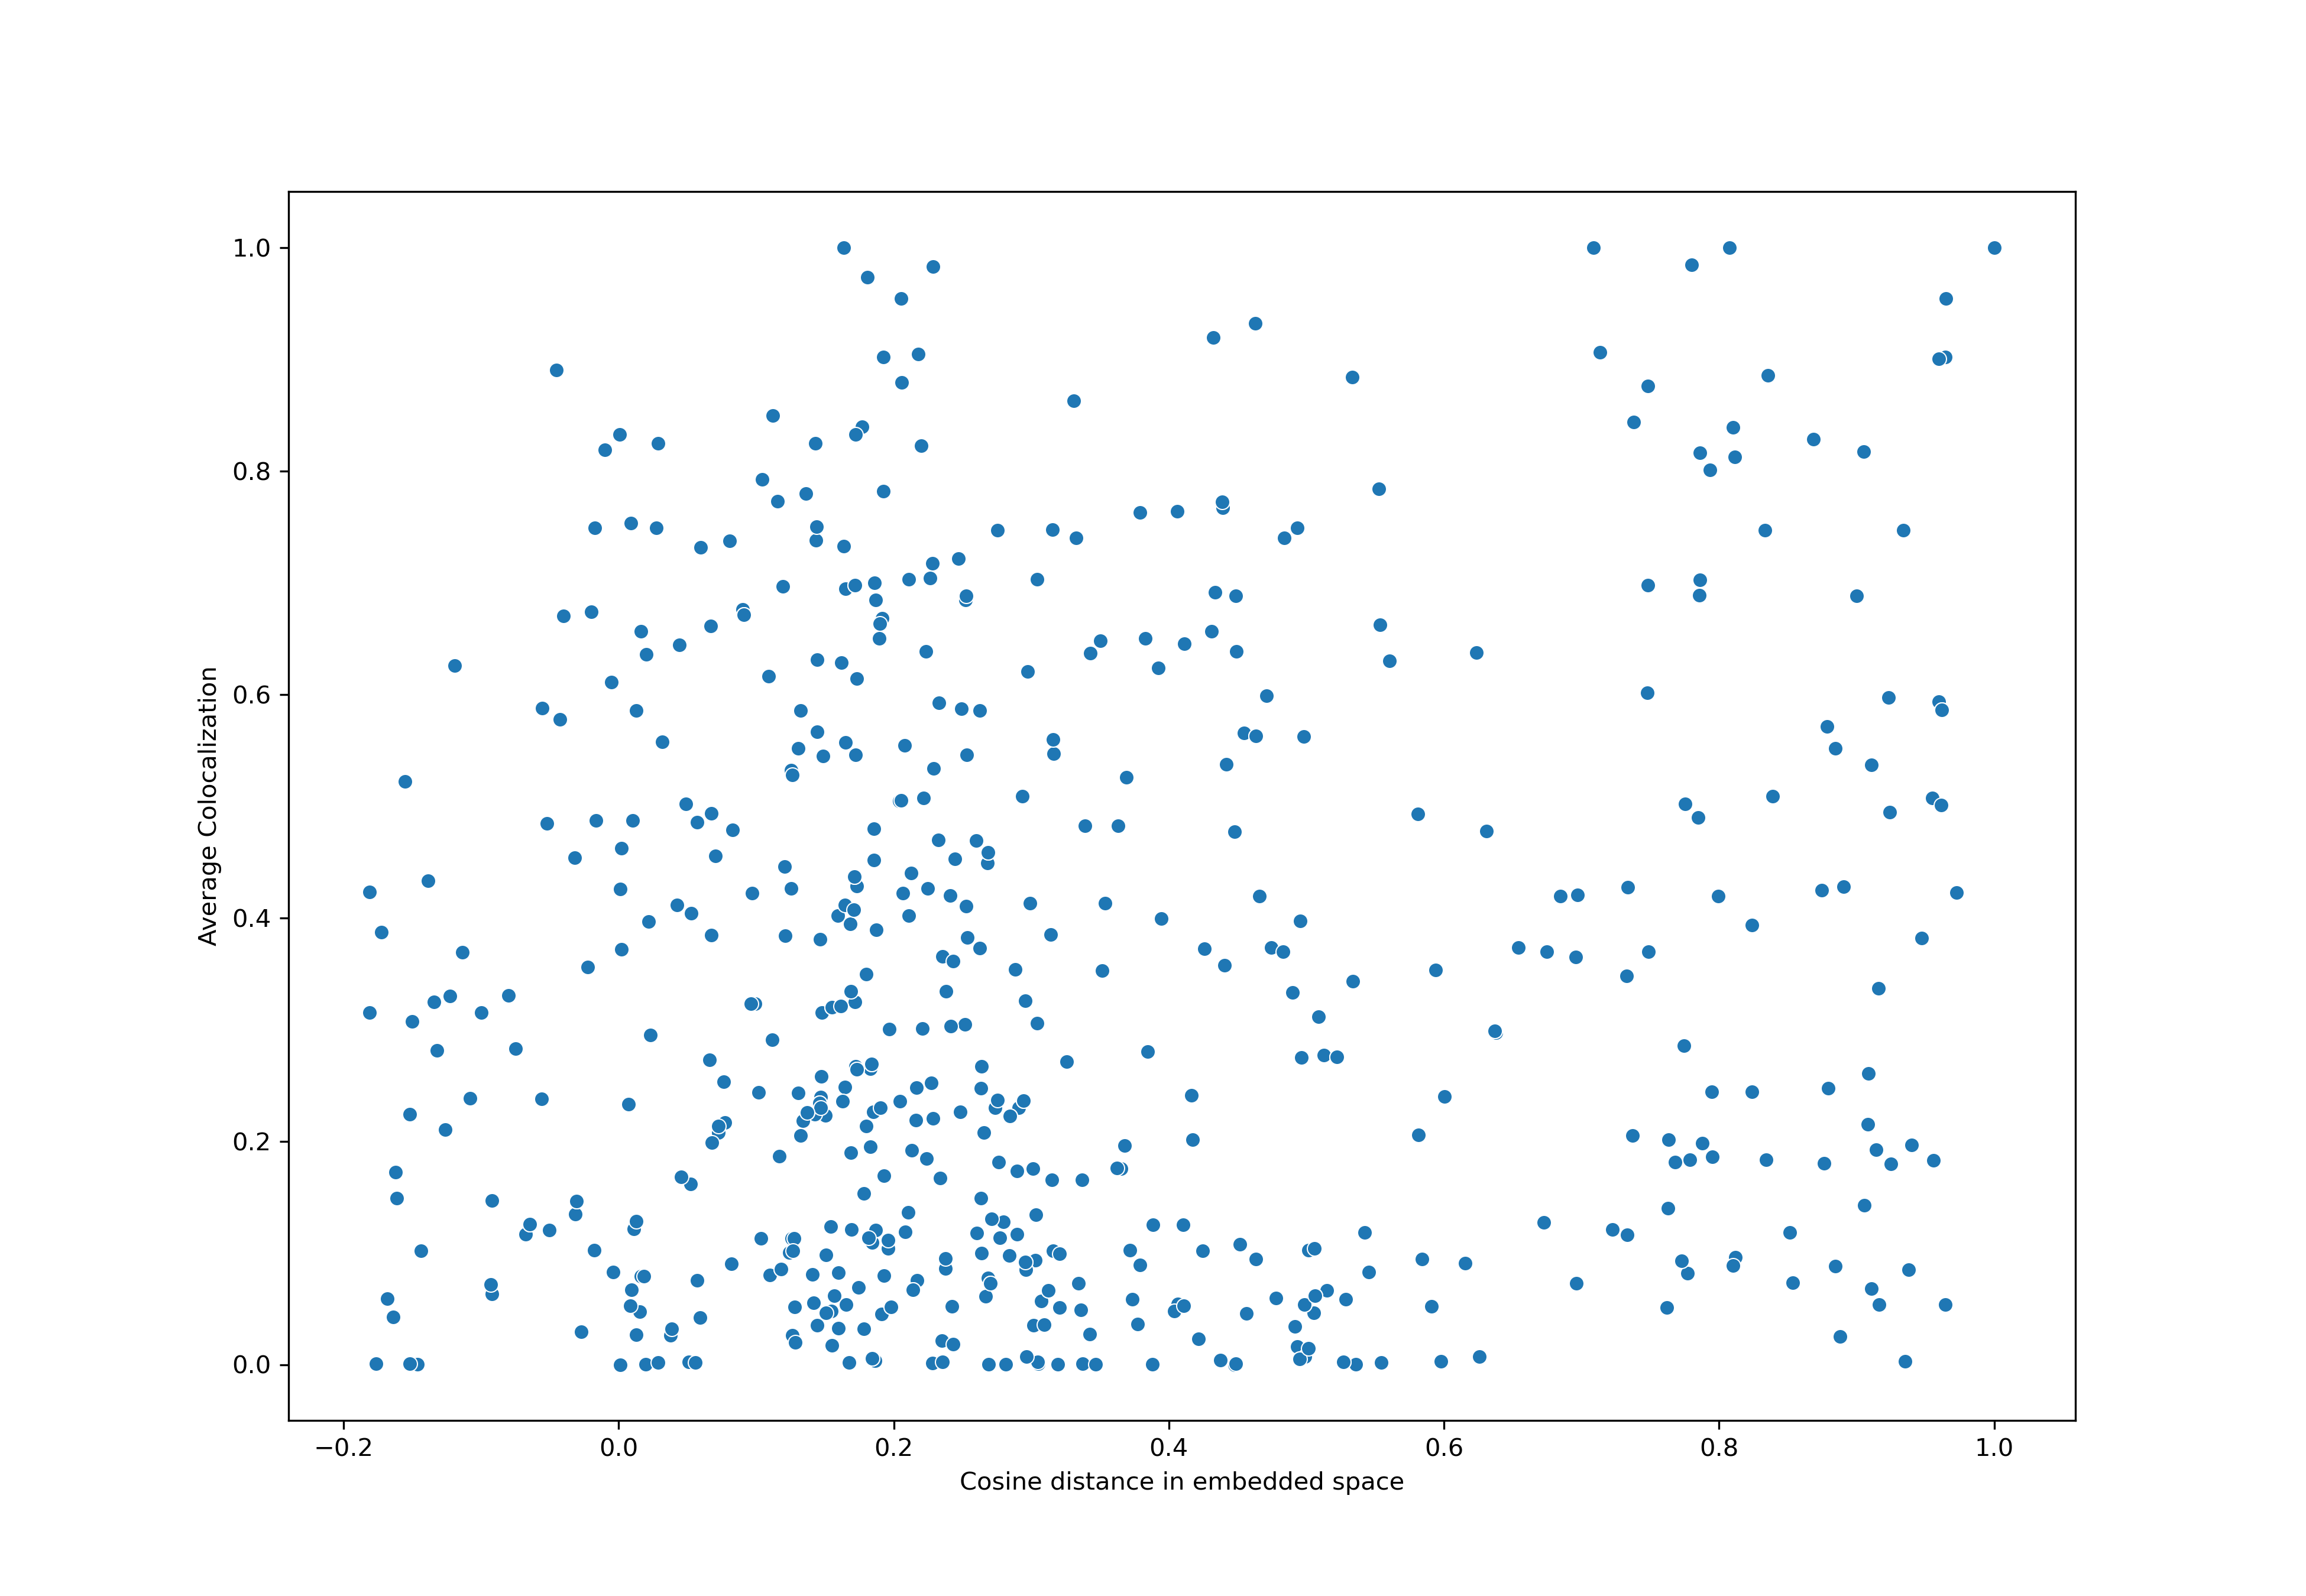 1.0
0.8
0.6
0.4
0.2
0.0
Average Colocalization
−0.2 0.0 0.2 0.4 0.6 0.8 1.0
Cosine distance in embedded space